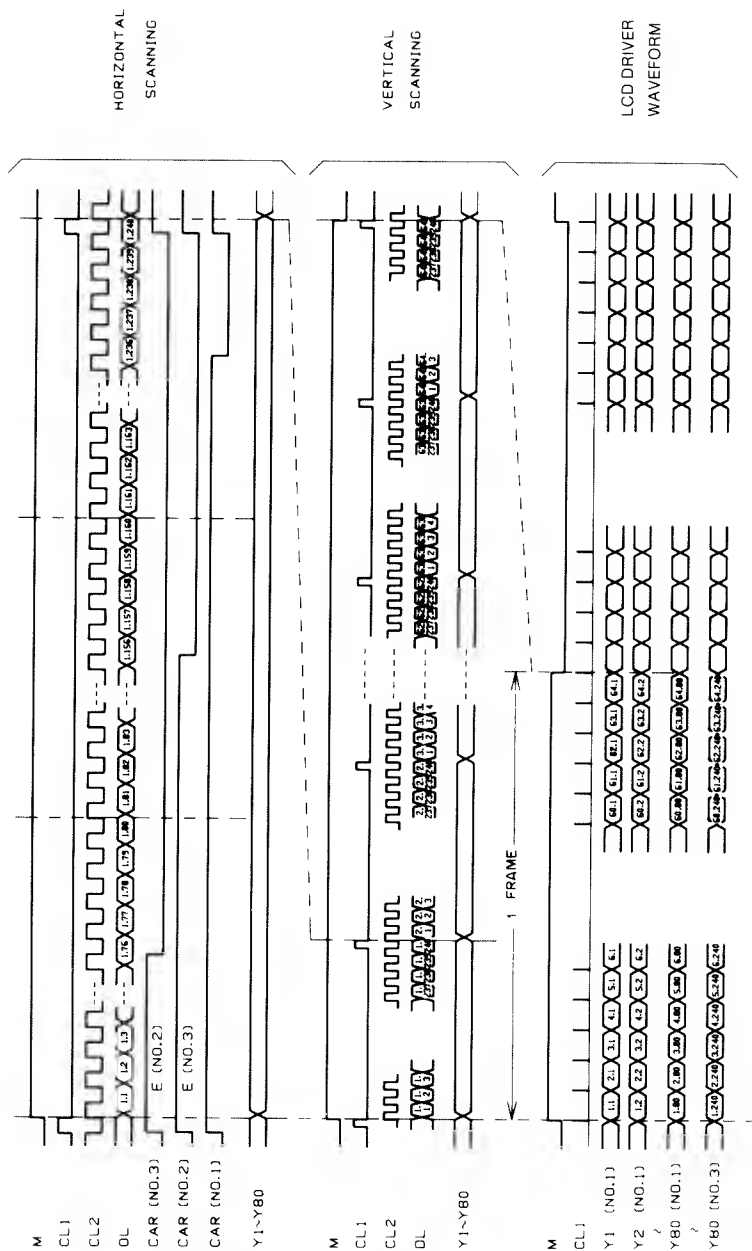 HORIZONTAL
SCANNING
M
CL1
CL2
DL 1.1 1.2 1.3 1.76 1.77 1.78 1.79 1.80 1.81 1.82 1.83 1.156 1.157 1.158 1.159 1.160 1.161 1.162 1.163 1.236 1.237 1.238 1.239 1.240
CAR (NO.3) E (NO.2)
CAR (NO.2) E (NO.3)
CAR (NO.1)
Y1~Y80
VERTICAL
SCANNING
M
CL1
CL2
DL
Y1~Y80
1 FRAME
LCD DRIVER
WAVEFORM
M
CL1
Y1 (NO.1) 1.1 2.1 3.1 4.1 5.1 6.1 60.1 61.1 62.1 63.1 64.1
Y2 (NO.1) 1.2 2.2 3.2 4.2 5.2 6.2 60.2 61.2 62.2 63.2 64.2
~
Y80 (NO.1) 1.80 2.80 3.80 4.80 5.80 6.80 60.80 61.80 62.80 63.80 64.80
~
Y80 (NO.3) 1.240 2.240 3.240 4.240 5.240 6.240 60.240 61.240 62.240 63.240 64.240